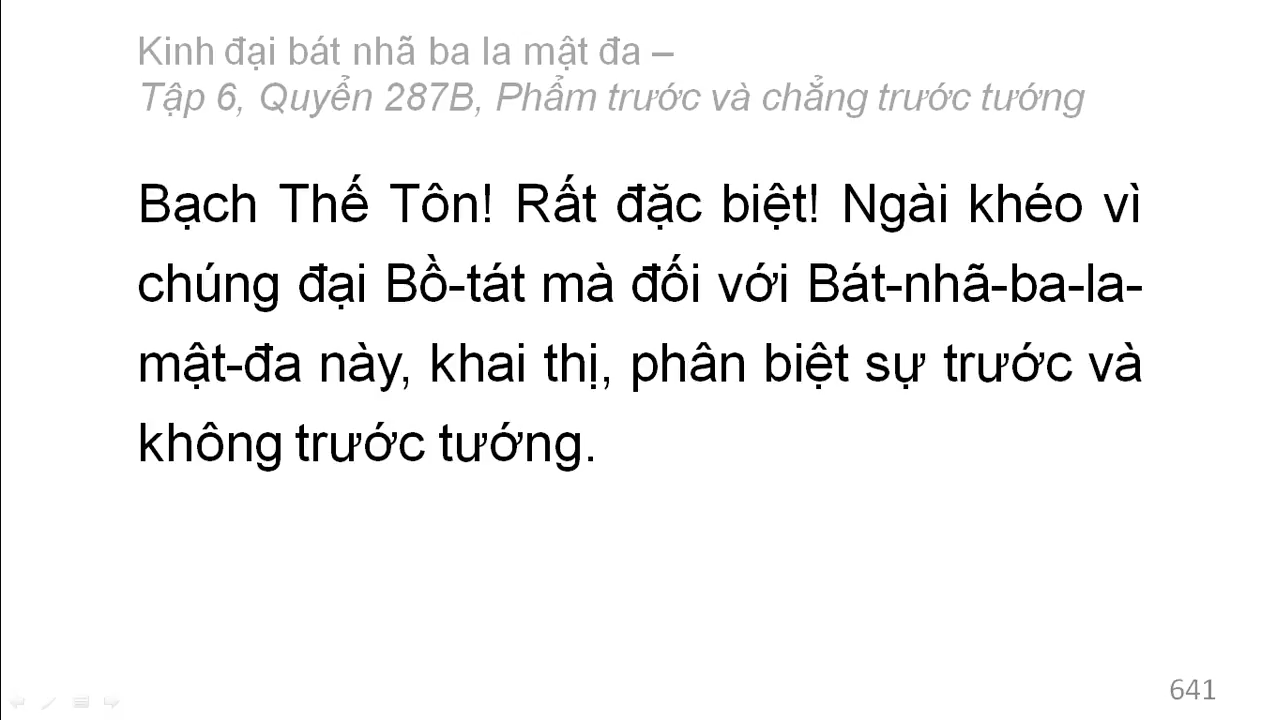 Kinh đại bát nhã ba la mật đa –
Tập 6, Quyển 287B, Phẩm trước và chẳng trước tướng
Bạch Thế Tôn! Rất đặc biệt! Ngài khéo vì
chúng đại Bồ-tát mà đối với Bát-nhã-ba-la-
mật-đa này, khai thị, phân biệt sự trước và
không trước tướng.
641